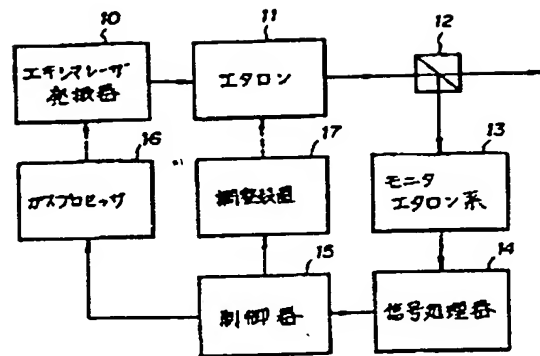 10
エキシマレーザ
発振器
11
エタロン
12
16
ガスプロセッサ
17
調整装置
13
モニタ
エタロン系
15
制御器
14
信号処理器